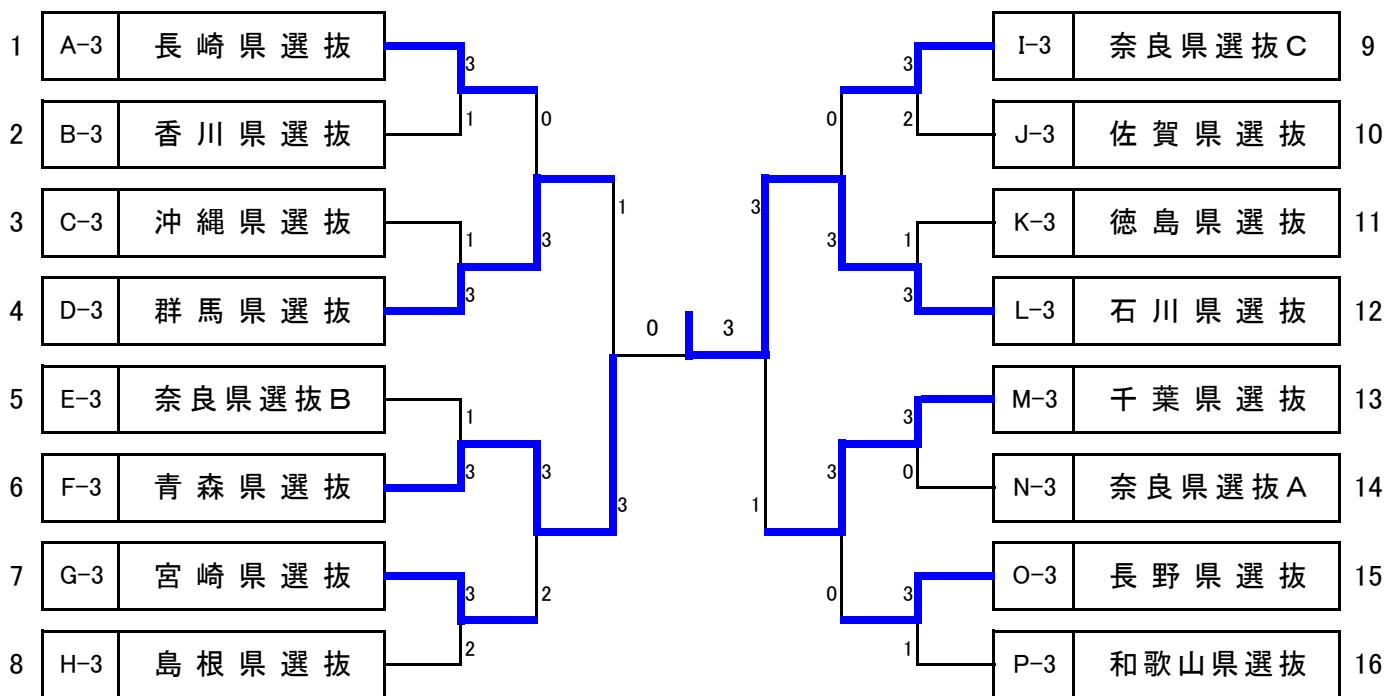 1 A-3 長崎県選抜
3
1
0
2 B-3 香川県選抜
3 C-3 沖縄県選抜
1
3
3
1
4 D-3 群馬県選抜
5 E-3 奈良県選抜B
1
3
3
3
6 F-3 青森県選抜
7 G-3 宮崎県選抜
3
2
2
8 H-3 島根県選抜
0 3
I-3 奈良県選抜C 9
3
2
0
J-3 佐賀県選抜 10
K-3 徳島県選抜 11
1
3
3
3
L-3 石川県選抜 12
M-3 千葉県選抜 13
3
0
3
1
N-3 奈良県選抜A 14
O-3 長野県選抜 15
3
1
0
P-3 和歌山県選抜 16